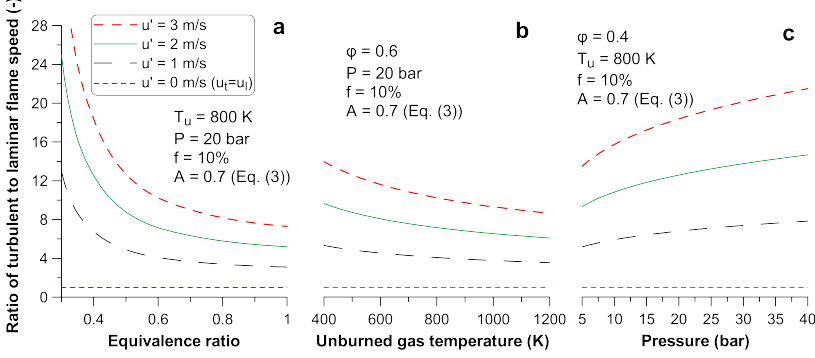 Ratio of turbulent to laminar flame speed (-)
28
24
20
16
12
8
4
0
u' = 3 m/s
u' = 2 m/s
u' = 1 m/s
u' = 0 m/s (uₜ=uₗ)
a
Tᵤ = 800 K
P = 20 bar
f = 10%
A = 0.7 (Eq. (3))
0.4 0.6 0.8 1
Equivalence ratio
b
φ = 0.6
P = 20 bar
f = 10%
A = 0.7 (Eq. (3))
400 600 800 1000 1200
Unburned gas temperature (K)
c
φ = 0.4
Tᵤ = 800 K
f = 10%
A = 0.7 (Eq. (3))
5 10 15 20 25 30 35 40
Pressure (bar)